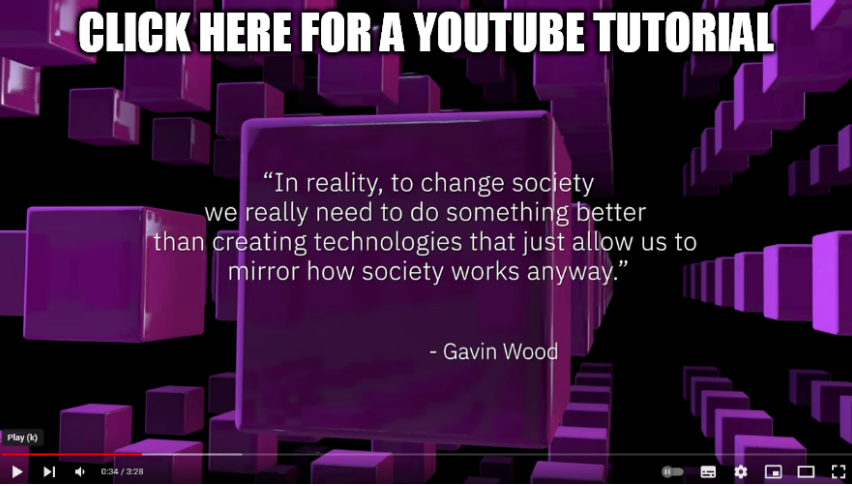 CLICK HERE FOR A YOUTUBE TUTORIAL
“In reality, to change society
we really need to do something better
than creating technologies that just allow us to
mirror how society works anyway.”
- Gavin Wood
Play (k)
0:34 / 3:28